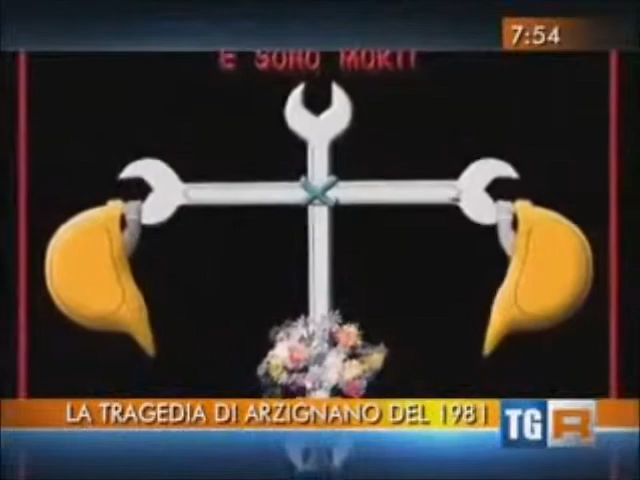 7:54
E SONO MORTI
LA TRAGEDIA DI ARZIGNANO DEL 1981
TGR